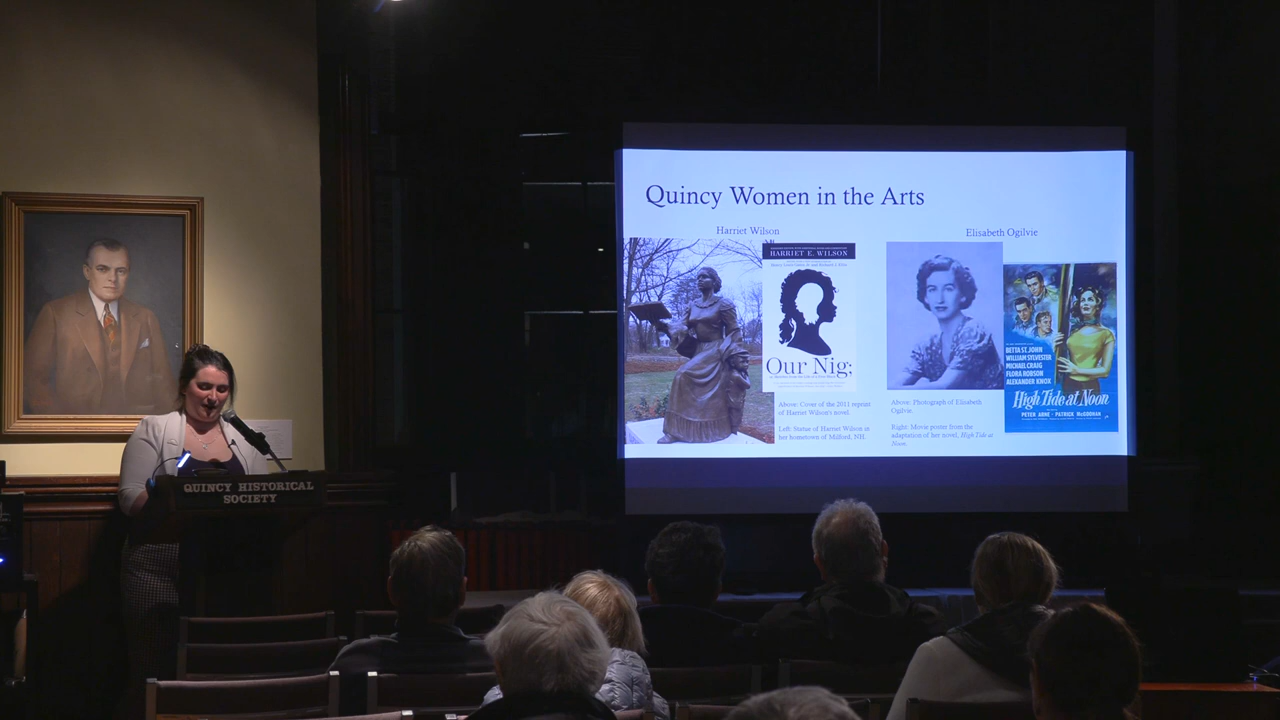 Quincy Women in the Arts
Harriet Wilson
Elisabeth Ogilvie
HARRIET E. WILSON
Our Nig:
Above: Cover of the 2011 reprint
of Harriet Wilson's novel.
Left: Statue of Harriet Wilson in
her hometown of Milford, NH.
Above: Photograph of Elisabeth
Ogilvie.
Right: Movie poster from the
adaptation of her novel, High Tide at
Noon.
BETTA ST. JOHN
WILLIAM SYLVESTER
MICHAEL CRAIG
FLORA ROBSON
ALEXANDER KNOX
High Tide at Noon
PETER ARNE · PATRICK McGOOHAN
QUINCY HISTORICAL
SOCIETY